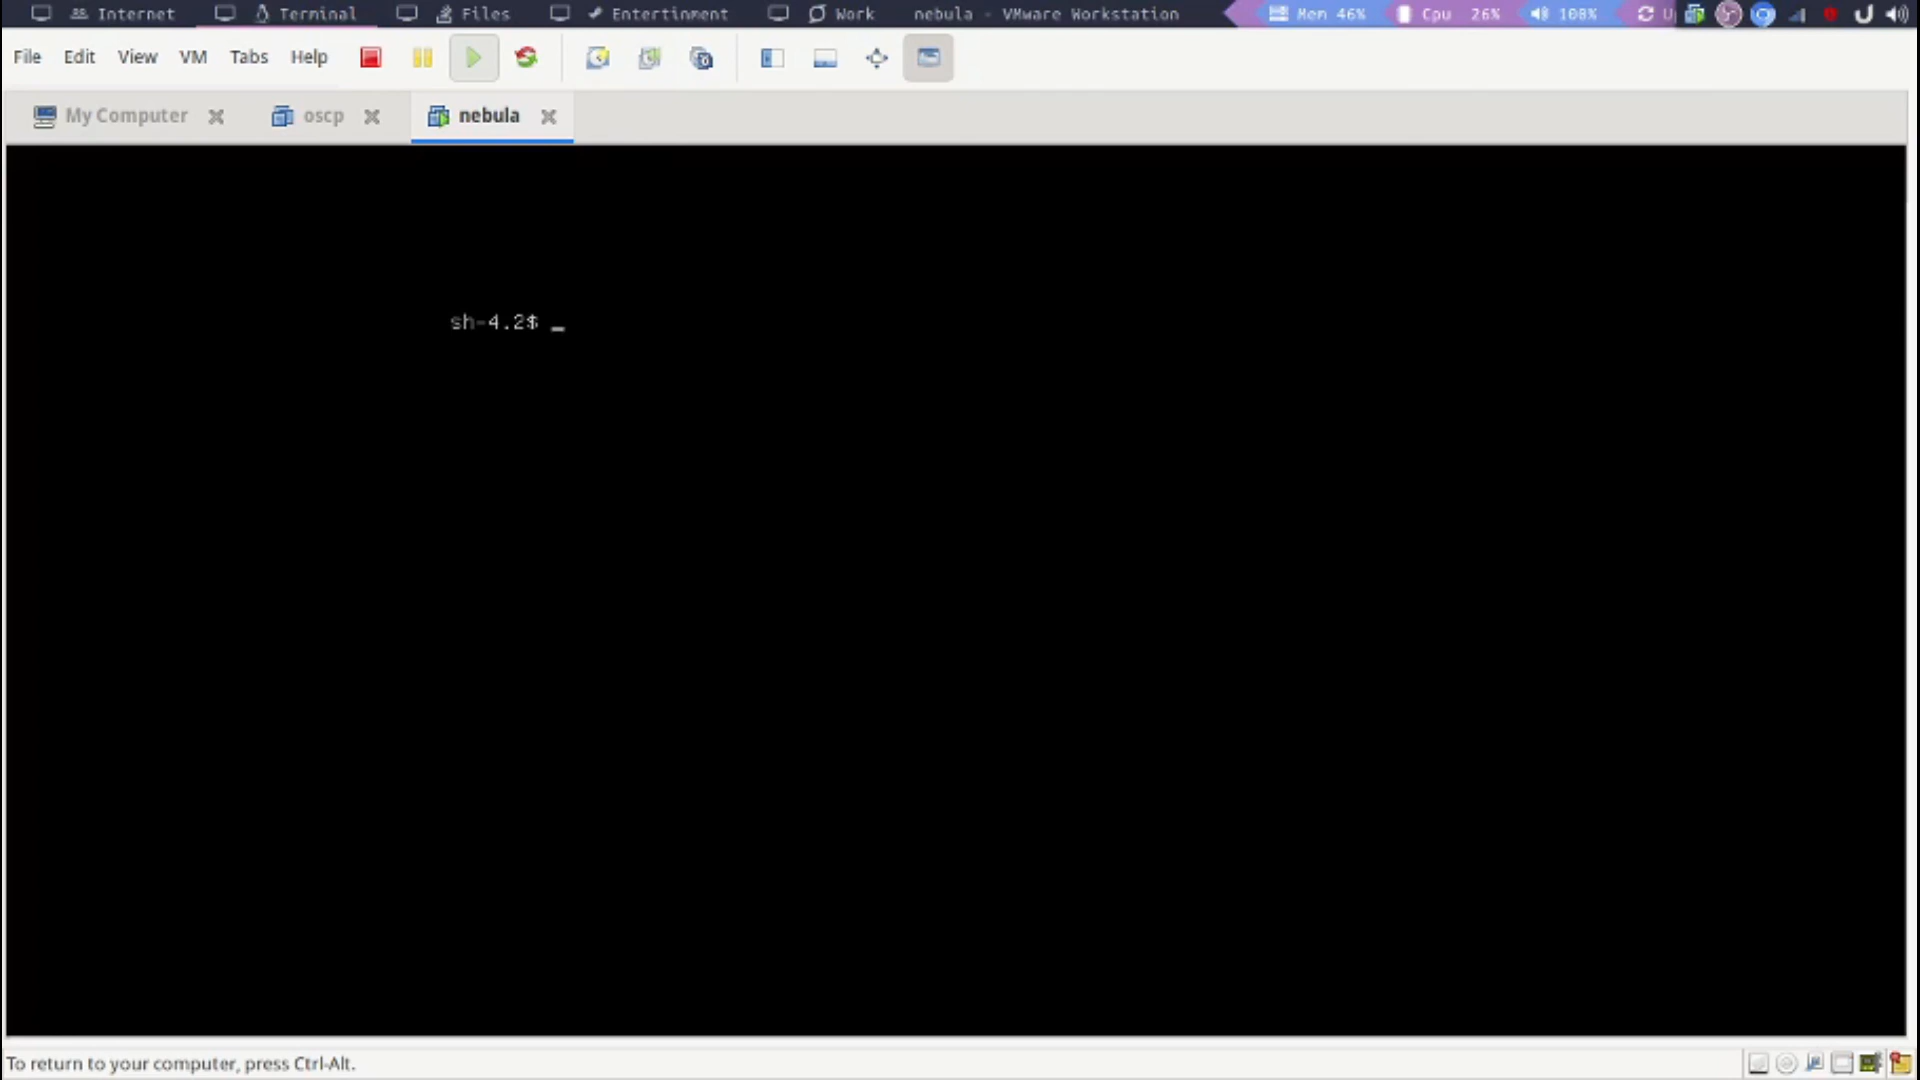 Internet Terminal Files Entertinment Work nebula - VMware Workstation Mem 46% Cpu 26% 100% U
File Edit View VM Tabs Help
My Computer oscp nebula
sh-4.2$ _
To return to your computer, press Ctrl-Alt.